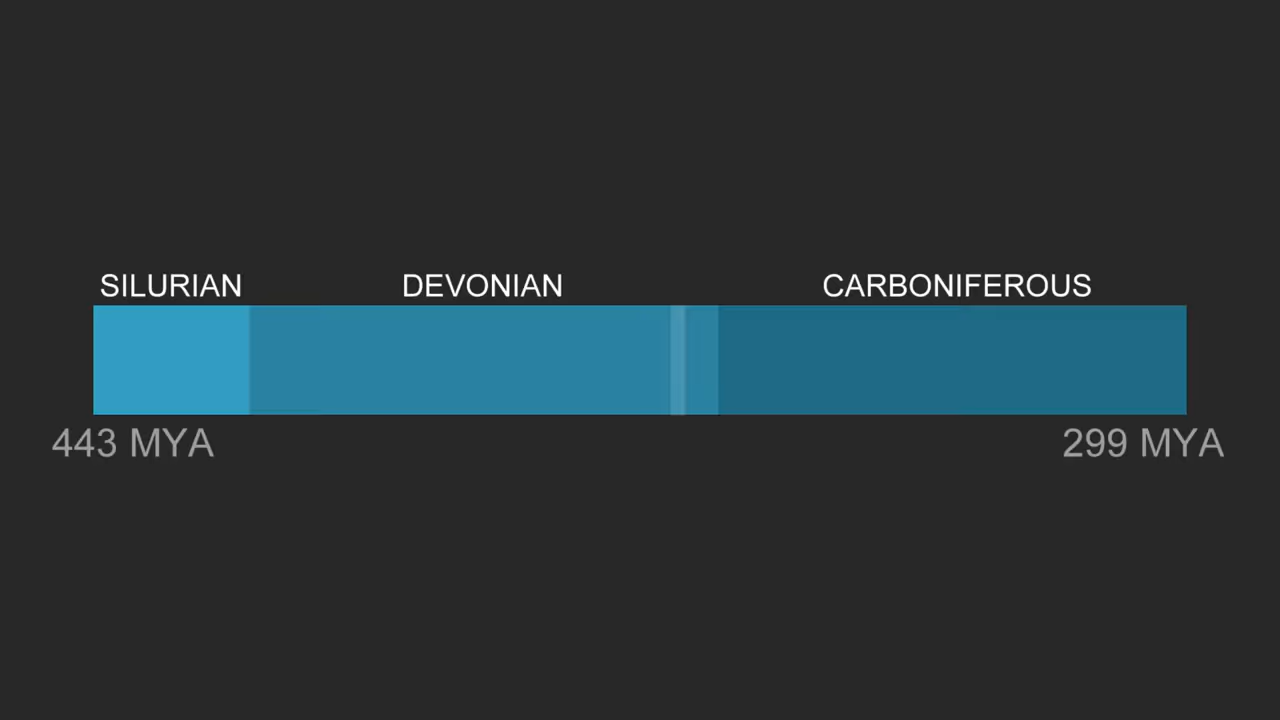 SILURIAN
DEVONIAN
CARBONIFEROUS
443 MYA
299 MYA